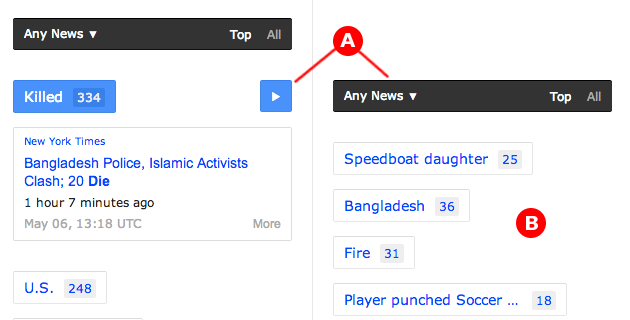 Any News ▼ Top All
Killed 334
New York Times
Bangladesh Police, Islamic Activists
Clash; 20 Die
1 hour 7 minutes ago
May 06, 13:18 UTC More
U.S. 248
A
Any News ▼ Top All
Speedboat daughter 25
Bangladesh 36
B
Fire 31
Player punched Soccer ... 18